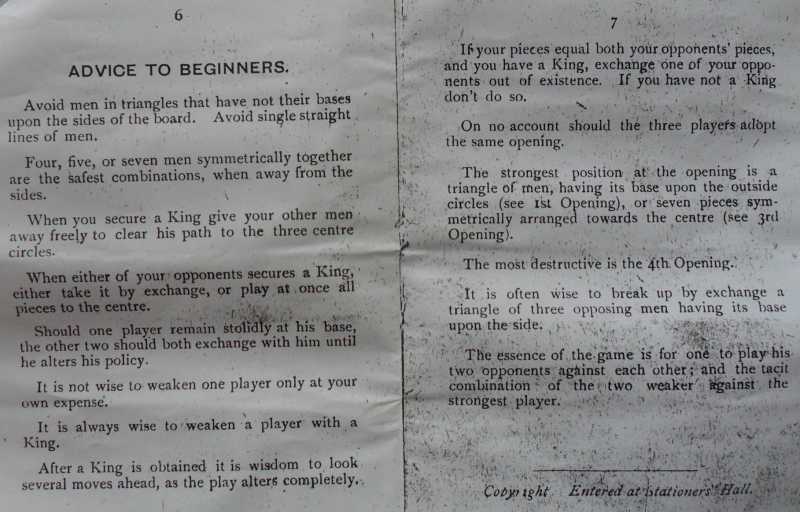 6
ADVICE TO BEGINNERS.
Avoid men in triangles that have not their bases
upon the sides of the board. Avoid single straight
lines of men.
Four, five, or seven men symmetrically together
are the safest combinations, when away from the
sides.
When you secure a King give your other men
away freely to clear his path to the three centre
circles.
When either of your opponents secures a King,
either take it by exchange, or play at once all
pieces to the centre.
Should one player remain stolidly at his base,
the other two should both exchange with him until
he alters his policy.
It is not wise to weaken one player only at your
own expense.
It is always wise to weaken a player with a
King.
After a King is obtained it is wisdom to look
several moves ahead, as the play alters completely.
7
If your pieces equal both your opponents' pieces,
and you have a King, exchange one of your oppo-
nents out of existence. If you have not a King
don't do so.
On no account should the three players adopt
the same opening.
The strongest position at the opening is a
triangle of men, having its base upon the outside
circles (see 1st Opening), or seven pieces sym-
metrically arranged towards the centre (see 3rd
Opening).
The most destructive is the 4th Opening.
It is often wise to break up by exchange a
triangle of three opposing men having its base
upon the side.
The essence of the game is for one to play his
two opponents against each other; and the tacit
combination of the two weaker against the
strongest player.
Copyright Entered at Stationers' Hall.